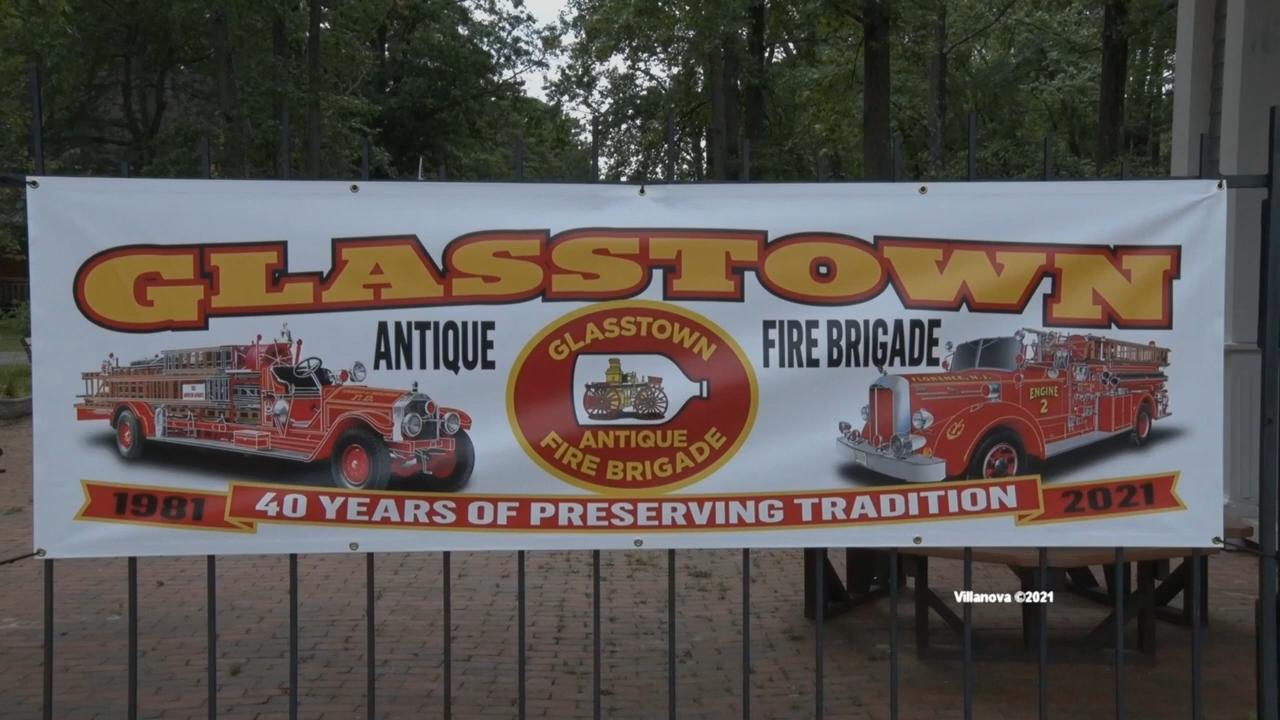 GLASSTOWN
ANTIQUE
FIRE BRIGADE
GLASSTOWN
ANTIQUE
FIRE BRIGADE
FLORENCE, N.J.
ENGINE
2
1981
40 YEARS OF PRESERVING TRADITION
2021
Villanova ©2021